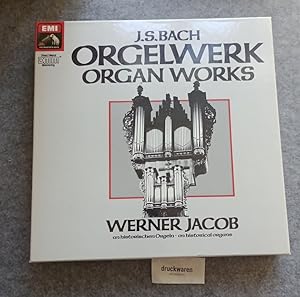 EMI
J.S.BACH
ORGELWERK
ORGAN WORKS
WERNER JACOB
an historischen Orgeln · on historical organs
druckwaren